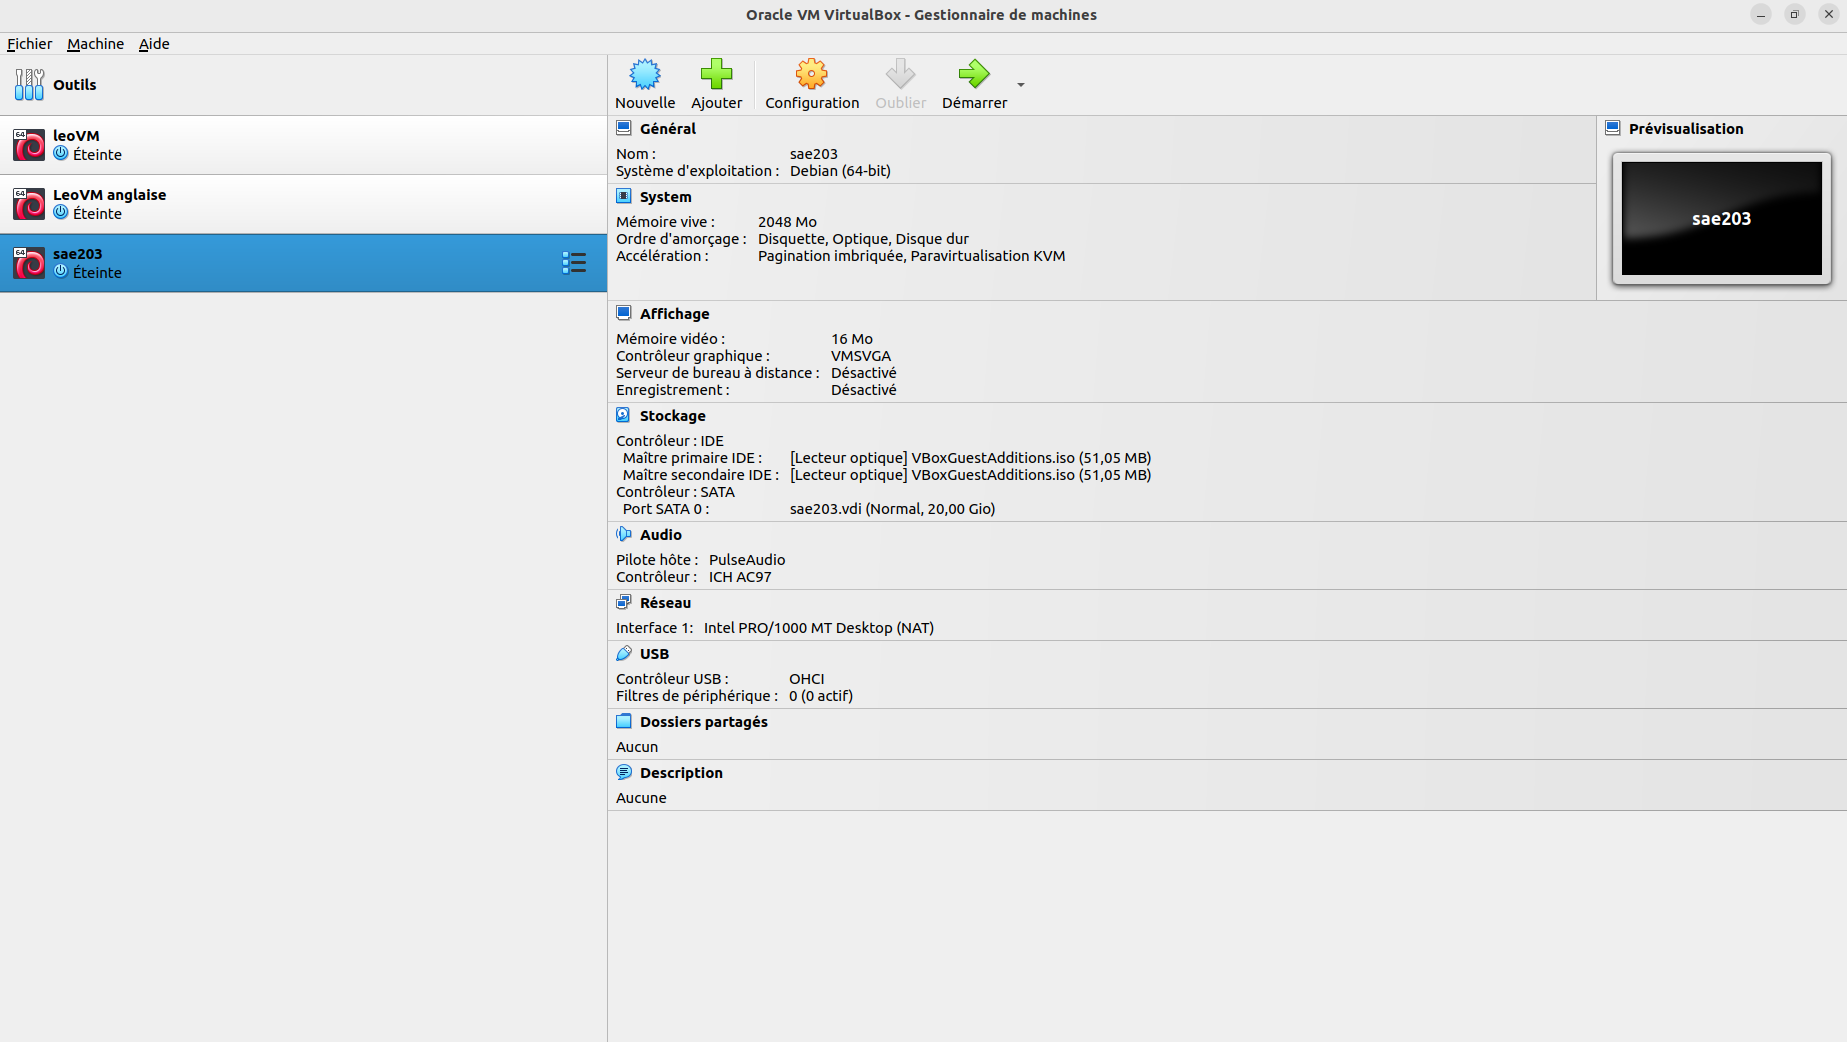 Oracle VM VirtualBox - Gestionnaire de machines
Fichier Machine Aide
Outils
Nouvelle Ajouter Configuration Oublier Démarrer
64
leoVM
Éteinte
64
LeoVM anglaise
Éteinte
64
sae203
Éteinte
Général
Nom : sae203
Système d'exploitation : Debian (64-bit)
System
Mémoire vive : 2048 Mo
Ordre d'amorçage : Disquette, Optique, Disque dur
Accélération : Pagination imbriquée, Paravirtualisation KVM
Prévisualisation
sae203
Affichage
Mémoire vidéo : 16 Mo
Contrôleur graphique : VMSVGA
Serveur de bureau à distance : Désactivé
Enregistrement : Désactivé
Stockage
Contrôleur : IDE
Maître primaire IDE : [Lecteur optique] VBoxGuestAdditions.iso (51,05 MB)
Maître secondaire IDE : [Lecteur optique] VBoxGuestAdditions.iso (51,05 MB)
Contrôleur : SATA
Port SATA 0 : sae203.vdi (Normal, 20,00 Gio)
Audio
Pilote hôte : PulseAudio
Contrôleur : ICH AC97
Réseau
Interface 1: Intel PRO/1000 MT Desktop (NAT)
USB
Contrôleur USB : OHCI
Filtres de périphérique : 0 (0 actif)
Dossiers partagés
Aucun
Description
Aucune